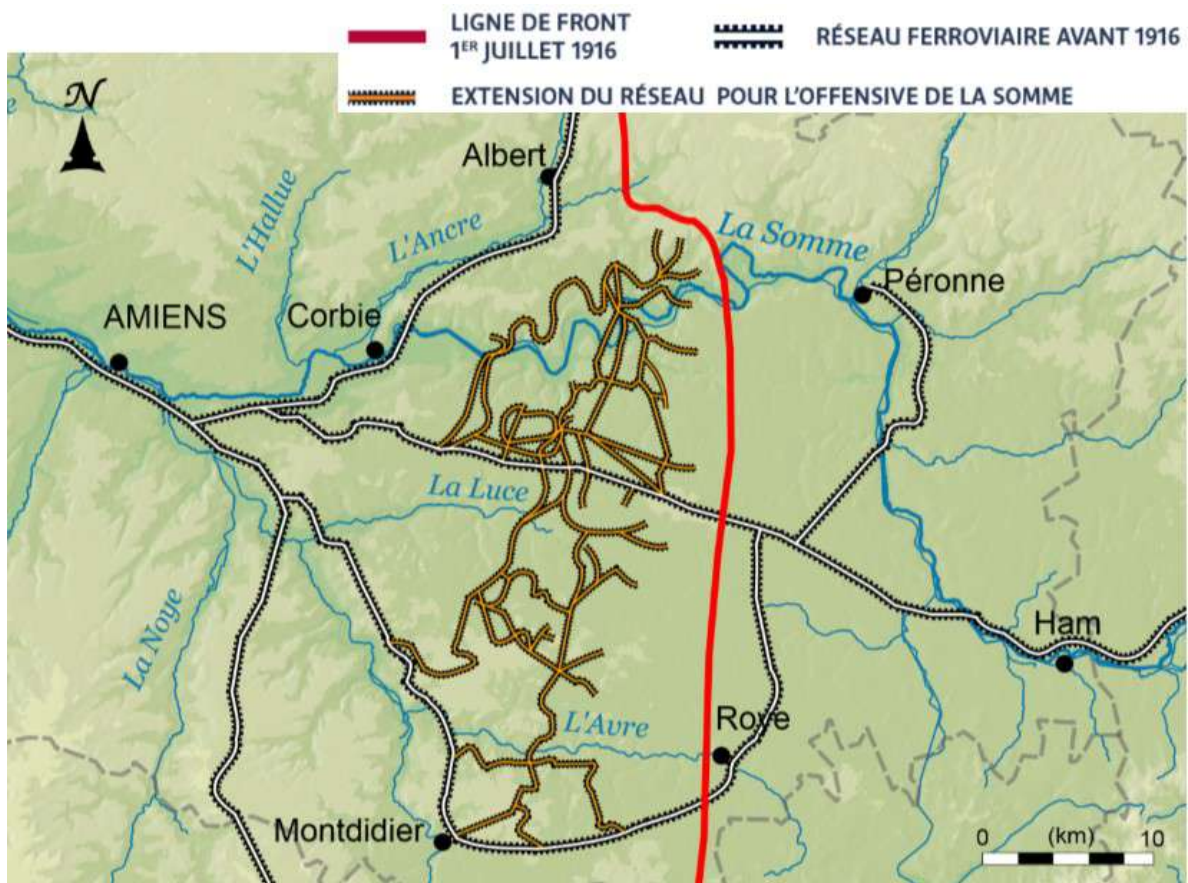 LIGNE DE FRONT
1ER JUILLET 1916
RÉSEAU FERROVIAIRE AVANT 1916
EXTENSION DU RÉSEAU POUR L'OFFENSIVE DE LA SOMME
N
Albert
L'Hallue
L'Ancre
La Somme
Péronne
AMIENS
Corbie
La Luce
La Noye
Ham
L'Avre
Roye
Montdidier
0 (km) 10